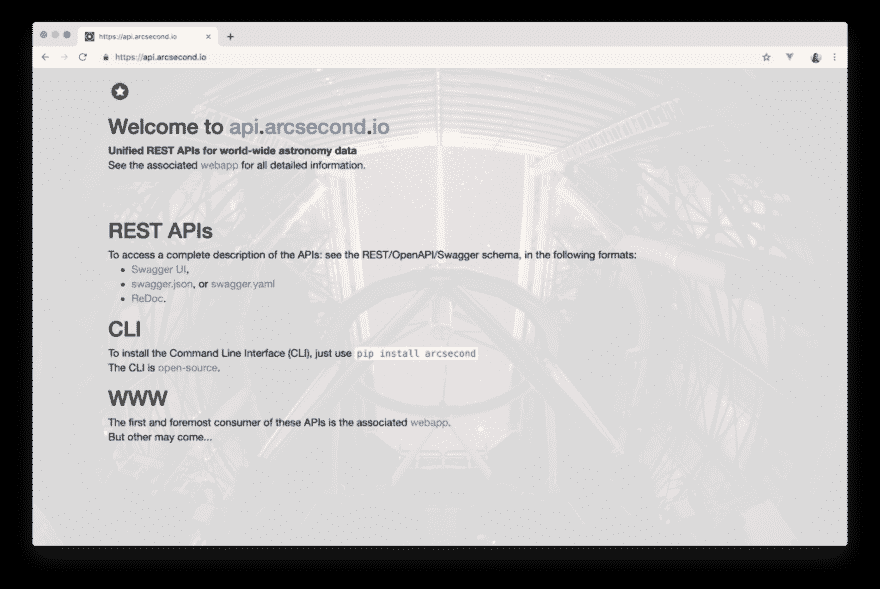 https://api.arcsecond.io
https://api.arcsecond.io
Welcome to api.arcsecond.io
Unified REST APIs for world-wide astronomy data
See the associated webapp for all detailed information.
REST APIs
To access a complete description of the APIs: see the REST/OpenAPI/Swagger schema, in the following formats:
• Swagger UI,
• swagger.json, or swagger.yaml
• ReDoc.
CLI
To install the Command Line Interface (CLI), just use pip install arcsecond
The CLI is open-source.
WWW
The first and foremost consumer of these APIs is the associated webapp.
But other may come...